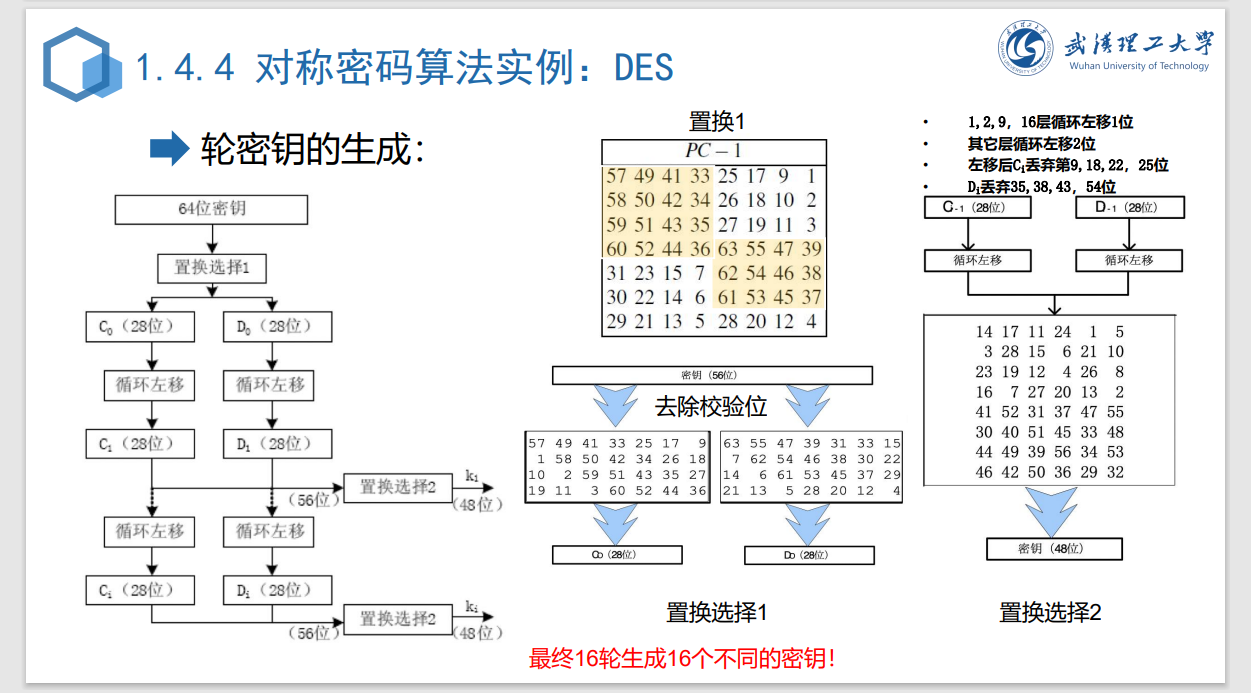 1.4.4 对称密码算法实例：DES
武汉理工大学
Wuhan University of Technology
轮密钥的生成：
64位密钥
置换选择1
C₀（28位） D₀（28位）
循环左移 循环左移
C₁（28位） D₁（28位）
（56位） 置换选择2 k₁
（48位）
循环左移 循环左移
Cᵢ（28位） Dᵢ（28位）
（56位） 置换选择2 kᵢ
（48位）
置换1
PC – 1
57 49 41 33 25 17 9 1
58 50 42 34 26 18 10 2
59 51 43 35 27 19 11 3
60 52 44 36 63 55 47 39
31 23 15 7 62 54 46 38
30 22 14 6 61 53 45 37
29 21 13 5 28 20 12 4
密钥（56位）
去除校验位
57 49 41 33 25 17 9
1 58 50 42 34 26 18
10 2 59 51 43 35 27
19 11 3 60 52 44 36
63 55 47 39 31 33 15
7 62 54 46 38 30 22
14 6 61 53 45 37 29
21 13 5 28 20 12 4
C₀（28位） D₀（28位）
置换选择1
• 1,2,9, 16层循环左移1位
• 其它层循环左移2位
• 左移后Cᵢ丢弃第9,18,22, 25位
• Dᵢ丢弃35,38,43, 54位
C-1（28位） D-1（28位）
循环左移 循环左移
14 17 11 24 1 5
3 28 15 6 21 10
23 19 12 4 26 8
16 7 27 20 13 2
41 52 31 37 47 55
30 40 51 45 33 48
44 49 39 56 34 53
46 42 50 36 29 32
密钥（48位）
置换选择2
最终16轮生成16个不同的密钥！